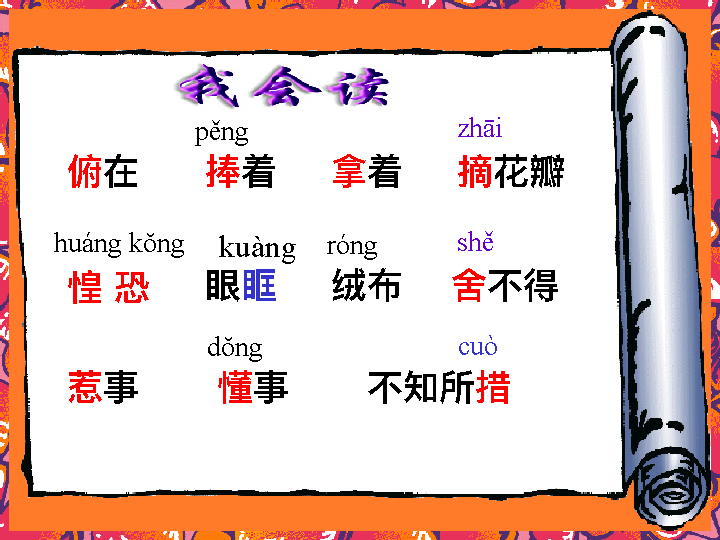 我会读
pěng zhāi
俯在 捧着 拿着 摘花瓣
huáng kǒng kuàng róng shě
惶 恐 眼眶 绒布 舍不得
dǒng cuò
惹事 懂事 不知所措